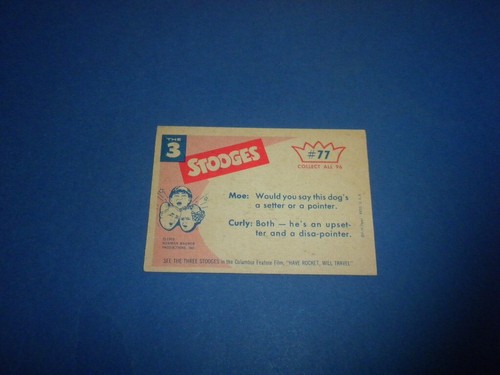 THE
3
STOOGES
#77
COLLECT ALL 96
Moe: Would you say this dog's
a setter or a pointer.
Curly: Both — he's an upset-
ter and a disa-pointer.
SEE THE THREE STOOGES in the Columbia Feature Film, "HAVE ROCKET, WILL TRAVEL"